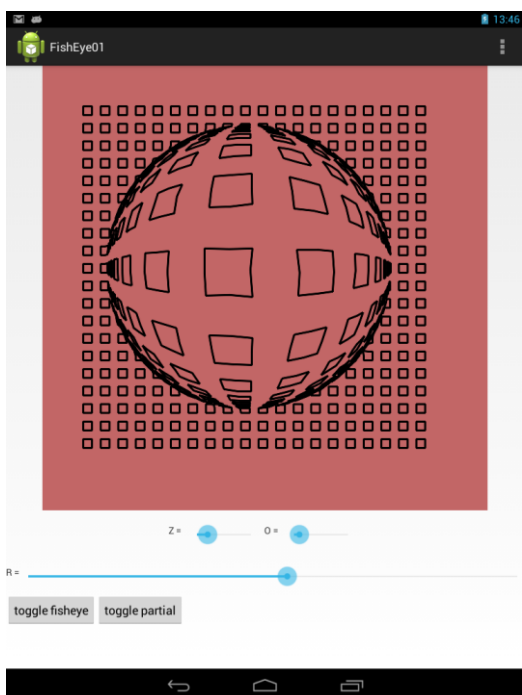 13:46
FishEye01
Z = O =
R =
toggle fisheye toggle partial